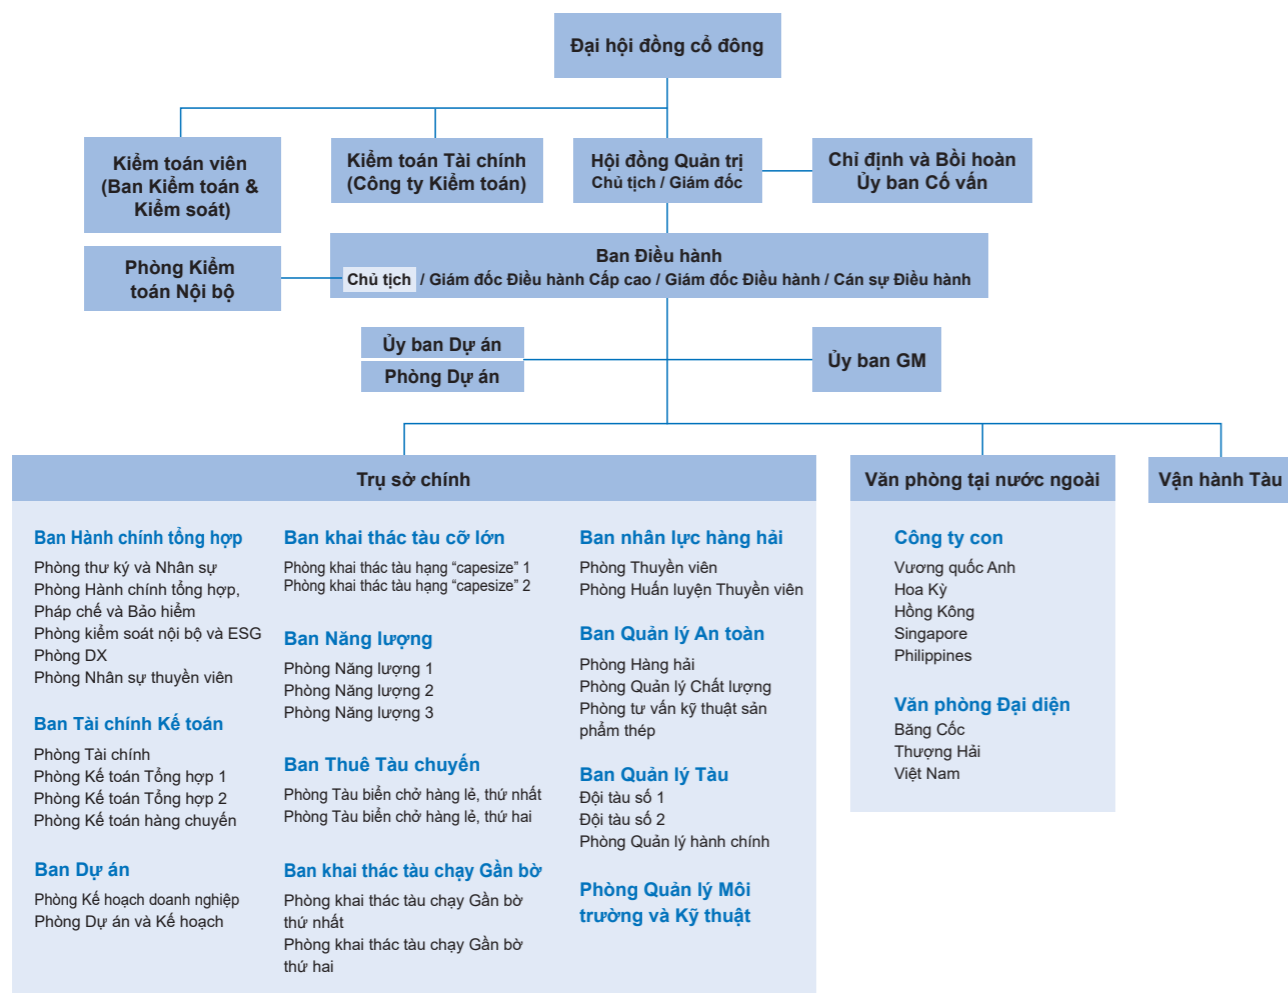 Đại hội đồng cổ đông
Kiểm toán viên
(Ban Kiểm toán &
Kiểm soát)
Kiểm toán Tài chính
(Công ty Kiểm toán)
Hội đồng Quản trị
Chủ tịch / Giám đốc
Chỉ định và Bồi hoàn
Ủy ban Cố vấn
Phòng Kiểm
toán Nội bộ
Ban Điều hành
Chủ tịch / Giám đốc Điều hành Cấp cao / Giám đốc Điều hành / Cán sự Điều hành
Ủy ban Dự án
Phòng Dự án
Ủy ban GM
Trụ sở chính
Ban Hành chính tổng hợp
Phòng thư ký và Nhân sự
Phòng Hành chính tổng hợp,
Pháp chế và Bảo hiểm
Phòng kiểm soát nội bộ và ESG
Phòng DX
Phòng Nhân sự thuyền viên
Ban Tài chính Kế toán
Phòng Tài chính
Phòng Kế toán Tổng hợp 1
Phòng Kế toán Tổng hợp 2
Phòng Kế toán hàng chuyến
Ban Dự án
Phòng Kế hoạch doanh nghiệp
Phòng Dự án và Kế hoạch
Ban khai thác tàu cỡ lớn
Phòng khai thác tàu hạng “capesize” 1
Phòng khai thác tàu hạng “capesize” 2
Ban Năng lượng
Phòng Năng lượng 1
Phòng Năng lượng 2
Phòng Năng lượng 3
Ban Thuê Tàu chuyến
Phòng Tàu biển chở hàng lẻ, thứ nhất
Phòng Tàu biển chở hàng lẻ, thứ hai
Ban khai thác tàu chạy Gần bờ
Phòng khai thác tàu chạy Gần bờ
thứ nhất
Phòng khai thác tàu chạy Gần bờ
thứ hai
Ban nhân lực hàng hải
Phòng Thuyền viên
Phòng Huấn luyện Thuyền viên
Ban Quản lý An toàn
Phòng Hàng hải
Phòng Quản lý Chất lượng
Phòng tư vấn kỹ thuật sản
phẩm thép
Ban Quản lý Tàu
Đội tàu số 1
Đội tàu số 2
Phòng Quản lý hành chính
Phòng Quản lý Môi
trường và Kỹ thuật
Văn phòng tại nước ngoài
Công ty con
Vương quốc Anh
Hoa Kỳ
Hồng Kông
Singapore
Philippines
Văn phòng Đại diện
Băng Cốc
Thượng Hải
Việt Nam
Vận hành Tàu